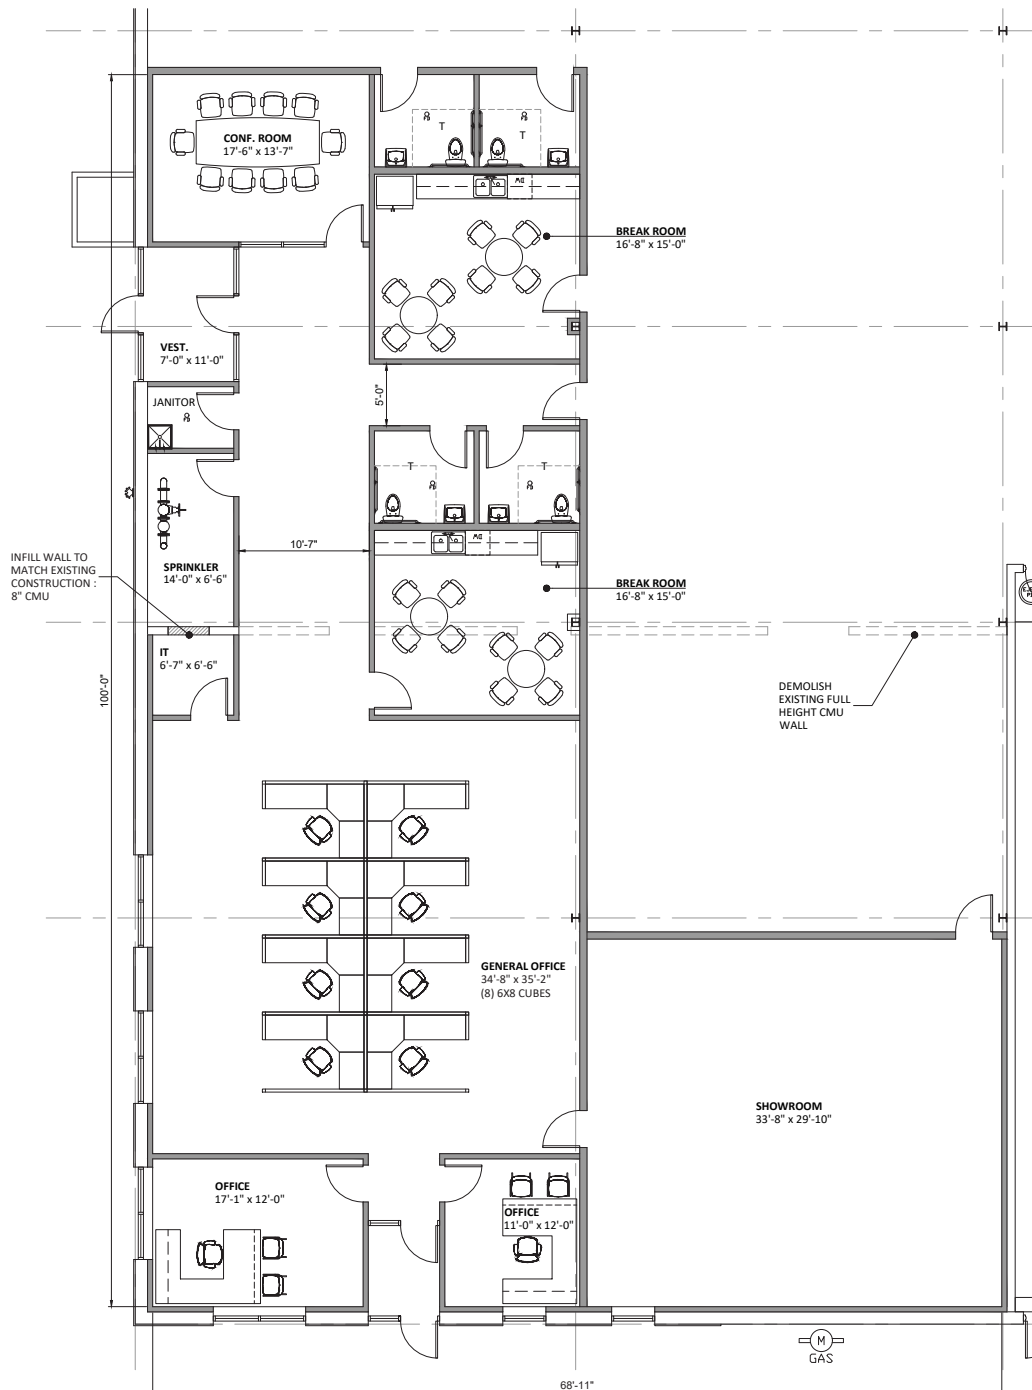 CONF. ROOM
17'-6" x 13'-7"
BREAK ROOM
16'-8" x 15'-0"
VEST.
7'-0" x 11'-0"
JANITOR
5'-0"
T
T
T
T
10'-7"
INFILL WALL TO
MATCH EXISTING
CONSTRUCTION :
8" CMU
SPRINKLER
14'-0" x 6'-6"
BREAK ROOM
16'-8" x 15'-0"
IT
6'-7" x 6'-6"
100'-0"
DEMOLISH
EXISTING FULL
HEIGHT CMU
WALL
GENERAL OFFICE
34'-8" x 35'-2"
(8) 6X8 CUBES
SHOWROOM
33'-8" x 29'-10"
OFFICE
17'-1" x 12'-0"
OFFICE
11'-0" x 12'-0"
M
GAS
68'-11"